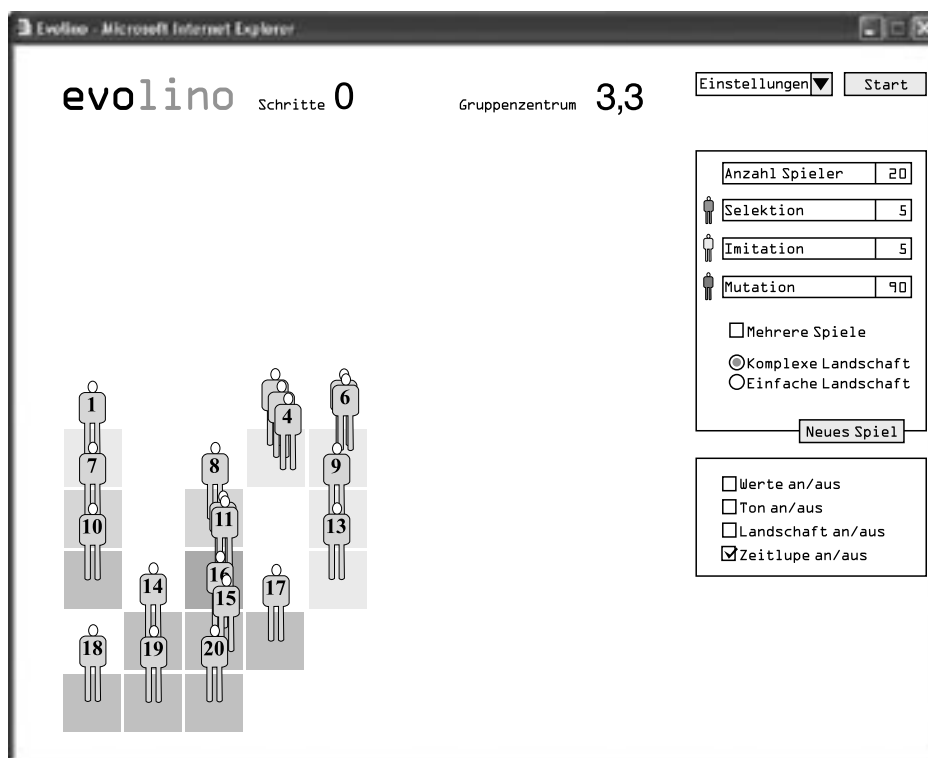 Evolino - Microsoft Internet Explorer
evolino Schritte 0 Gruppenzentrum 3,3
Einstellungen Start
Anzahl Spieler 20
Selektion 5
Imitation 5
Mutation 90
Mehrere Spiele
Komplexe Landschaft
Einfache Landschaft
Neues Spiel
Werte an/aus
Ton an/aus
Landschaft an/aus
Zeitlupe an/aus
1 4 6
7 8 9
10 11 13
14 16 17
15
18 19 20